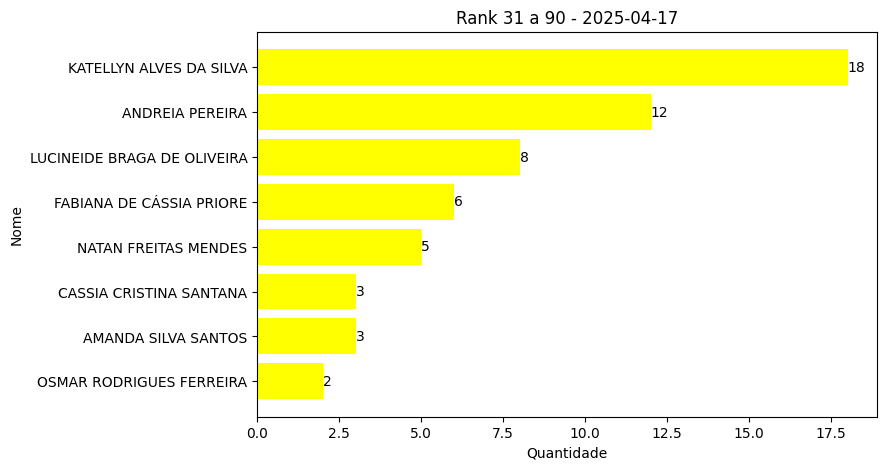 Rank 31 a 90 - 2025-04-17
Nome
KATELLYN ALVES DA SILVA
18
ANDREIA PEREIRA
12
LUCINEIDE BRAGA DE OLIVEIRA
8
FABIANA DE CÁSSIA PRIORE
6
NATAN FREITAS MENDES
5
CASSIA CRISTINA SANTANA
3
AMANDA SILVA SANTOS
3
OSMAR RODRIGUES FERREIRA
2
0.0 2.5 5.0 7.5 10.0 12.5 15.0 17.5
Quantidade